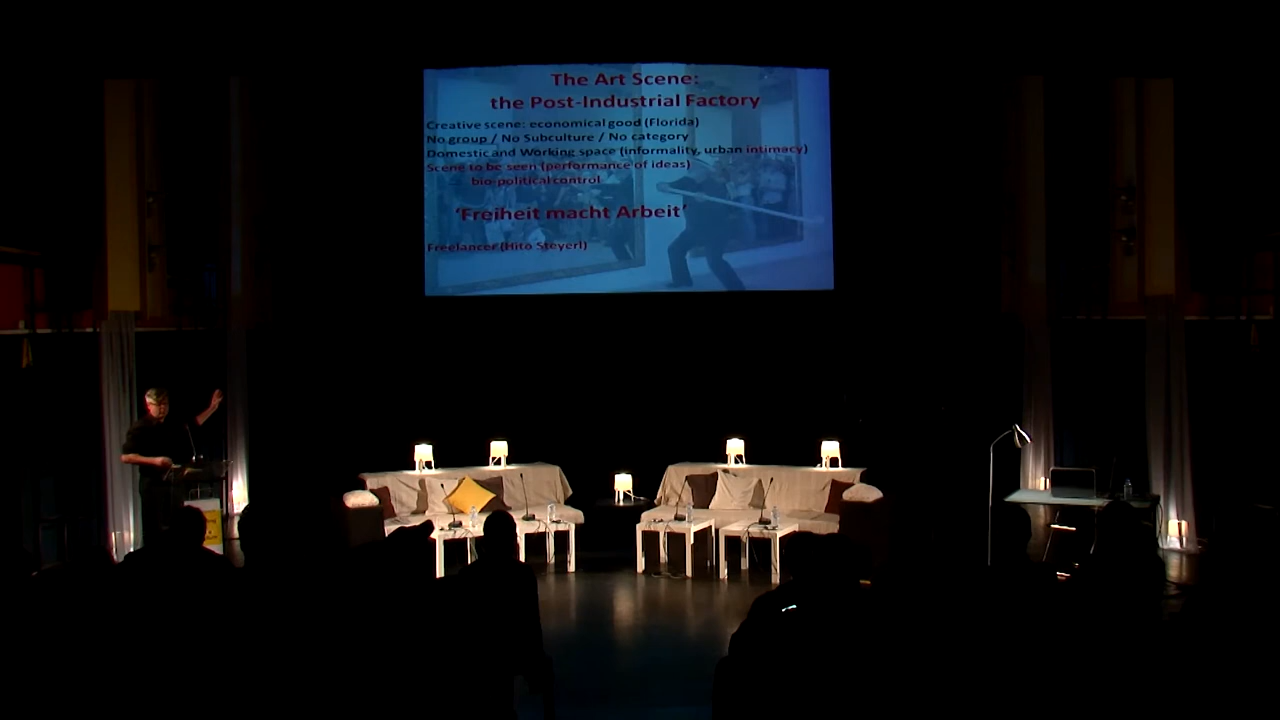 The Art Scene:
the Post-Industrial Factory
Creative scene: economical good (Florida)
No group / No Subculture / No category
Domestic and Working space (informality, urban intimacy)
Scene to be seen (performance of ideas)
bio-political control
‘Freiheit macht Arbeit’
Freelancer (Hito Steyerl)